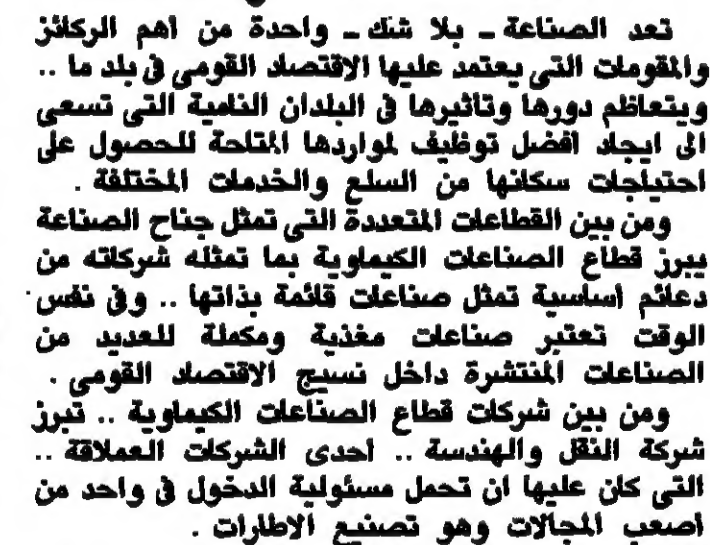 تعد الصناعة ـ بلا شك ـ واحدة من أهم الركائز
والمقومات التى يعتمد عليها الاقتصاد القومى فى بلد ما ..
ويتعاظم دورها وتاثيرها فى البلدان النامية التى تسعى
الى ايجاد افضل توظيف لمواردها المتاحة للحصول على
احتياجات سكانها من السلع والخدمات المختلفة .
ومن بين القطاعات المتعددة التى تمثل جناح الصناعة
يبرز قطاع الصناعات الكيماوية بما تمثله شركاته من
دعائم أساسية تمثل صناعات قائمة بذاتها .. وفى نفس
الوقت تعتبر صناعات مغذية ومكملة للعديد من
الصناعات المنتشرة داخل نسيج الاقتصاد القومى .
ومن بين شركات قطاع الصناعات الكيماوية .. تبرز
شركة النقل والهندسة .. أحدى الشركات العملاقة ..
التى كان عليها ان تحمل مسئولية الدخول فى واحد من
أصعب المجالات وهو تصنيع الاطارات .